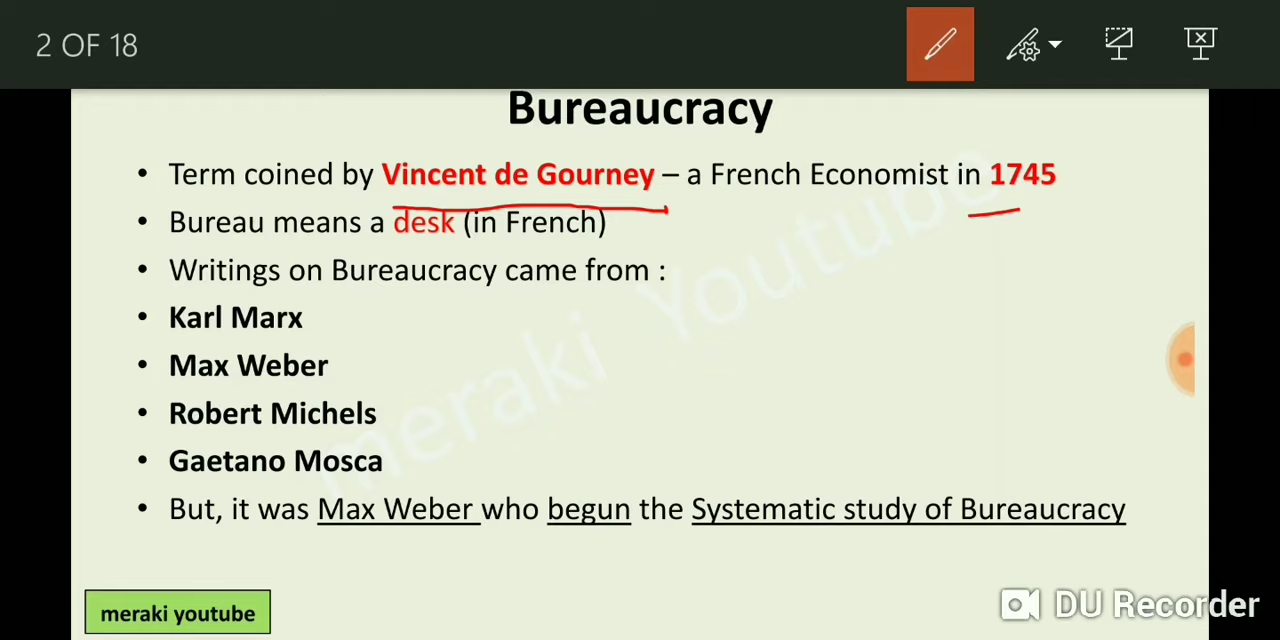 2 OF 18
Bureaucracy
• Term coined by Vincent de Gourney – a French Economist in 1745
• Bureau means a desk (in French)
• Writings on Bureaucracy came from :
• Karl Marx
• Max Weber
• Robert Michels
• Gaetano Mosca
• But, it was Max Weber who begun the Systematic study of Bureaucracy
meraki Youtube
meraki youtube
DU Recorder